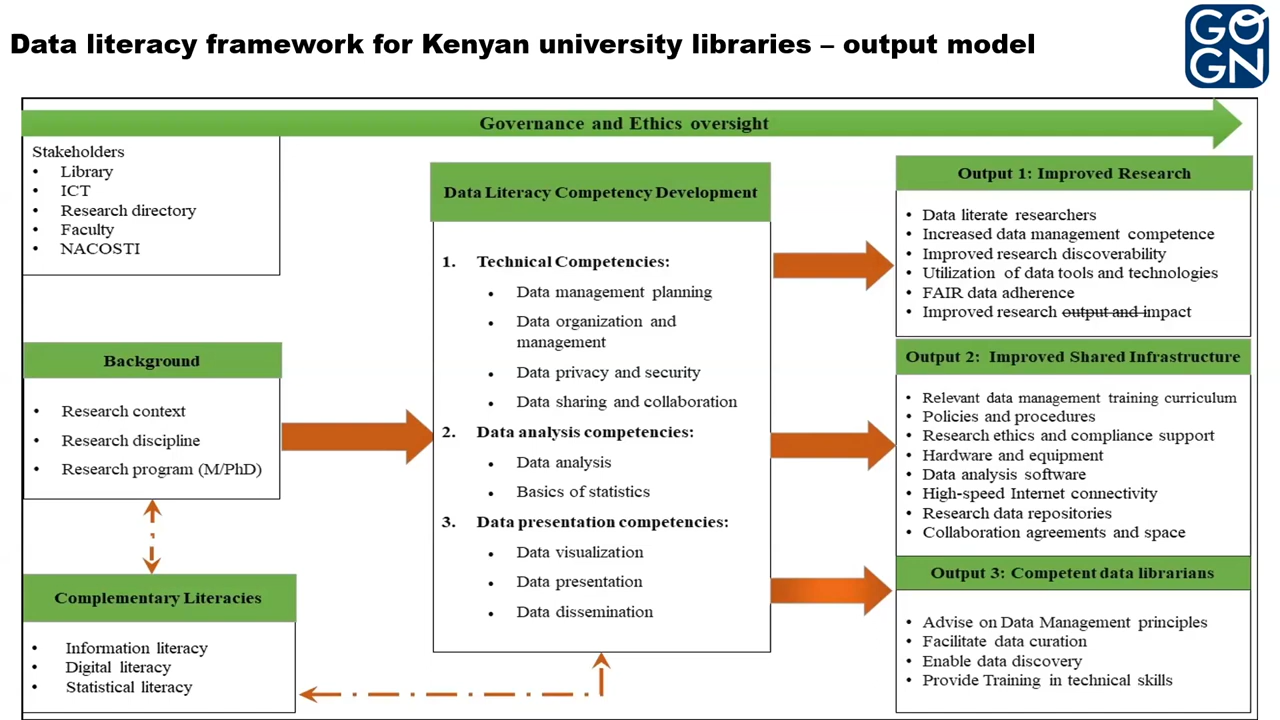 Data literacy framework for Kenyan university libraries – output model
GO
GN
Governance and Ethics oversight
Stakeholders
• Library
• ICT
• Research directory
• Faculty
• NACOSTI
Background
• Research context
• Research discipline
• Research program (M/PhD)
Complementary Literacies
• Information literacy
• Digital literacy
• Statistical literacy
Data Literacy Competency Development
1. Technical Competencies:
• Data management planning
• Data organization and
management
• Data privacy and security
• Data sharing and collaboration
2. Data analysis competencies:
• Data analysis
• Basics of statistics
3. Data presentation competencies:
• Data visualization
• Data presentation
• Data dissemination
Output 1: Improved Research
• Data literate researchers
• Increased data management competence
• Improved research discoverability
• Utilization of data tools and technologies
• FAIR data adherence
• Improved research output and impact
Output 2: Improved Shared Infrastructure
• Relevant data management training curriculum
• Policies and procedures
• Research ethics and compliance support
• Hardware and equipment
• Data analysis software
• High-speed Internet connectivity
• Research data repositories
• Collaboration agreements and space
Output 3: Competent data librarians
• Advise on Data Management principles
• Facilitate data curation
• Enable data discovery
• Provide Training in technical skills